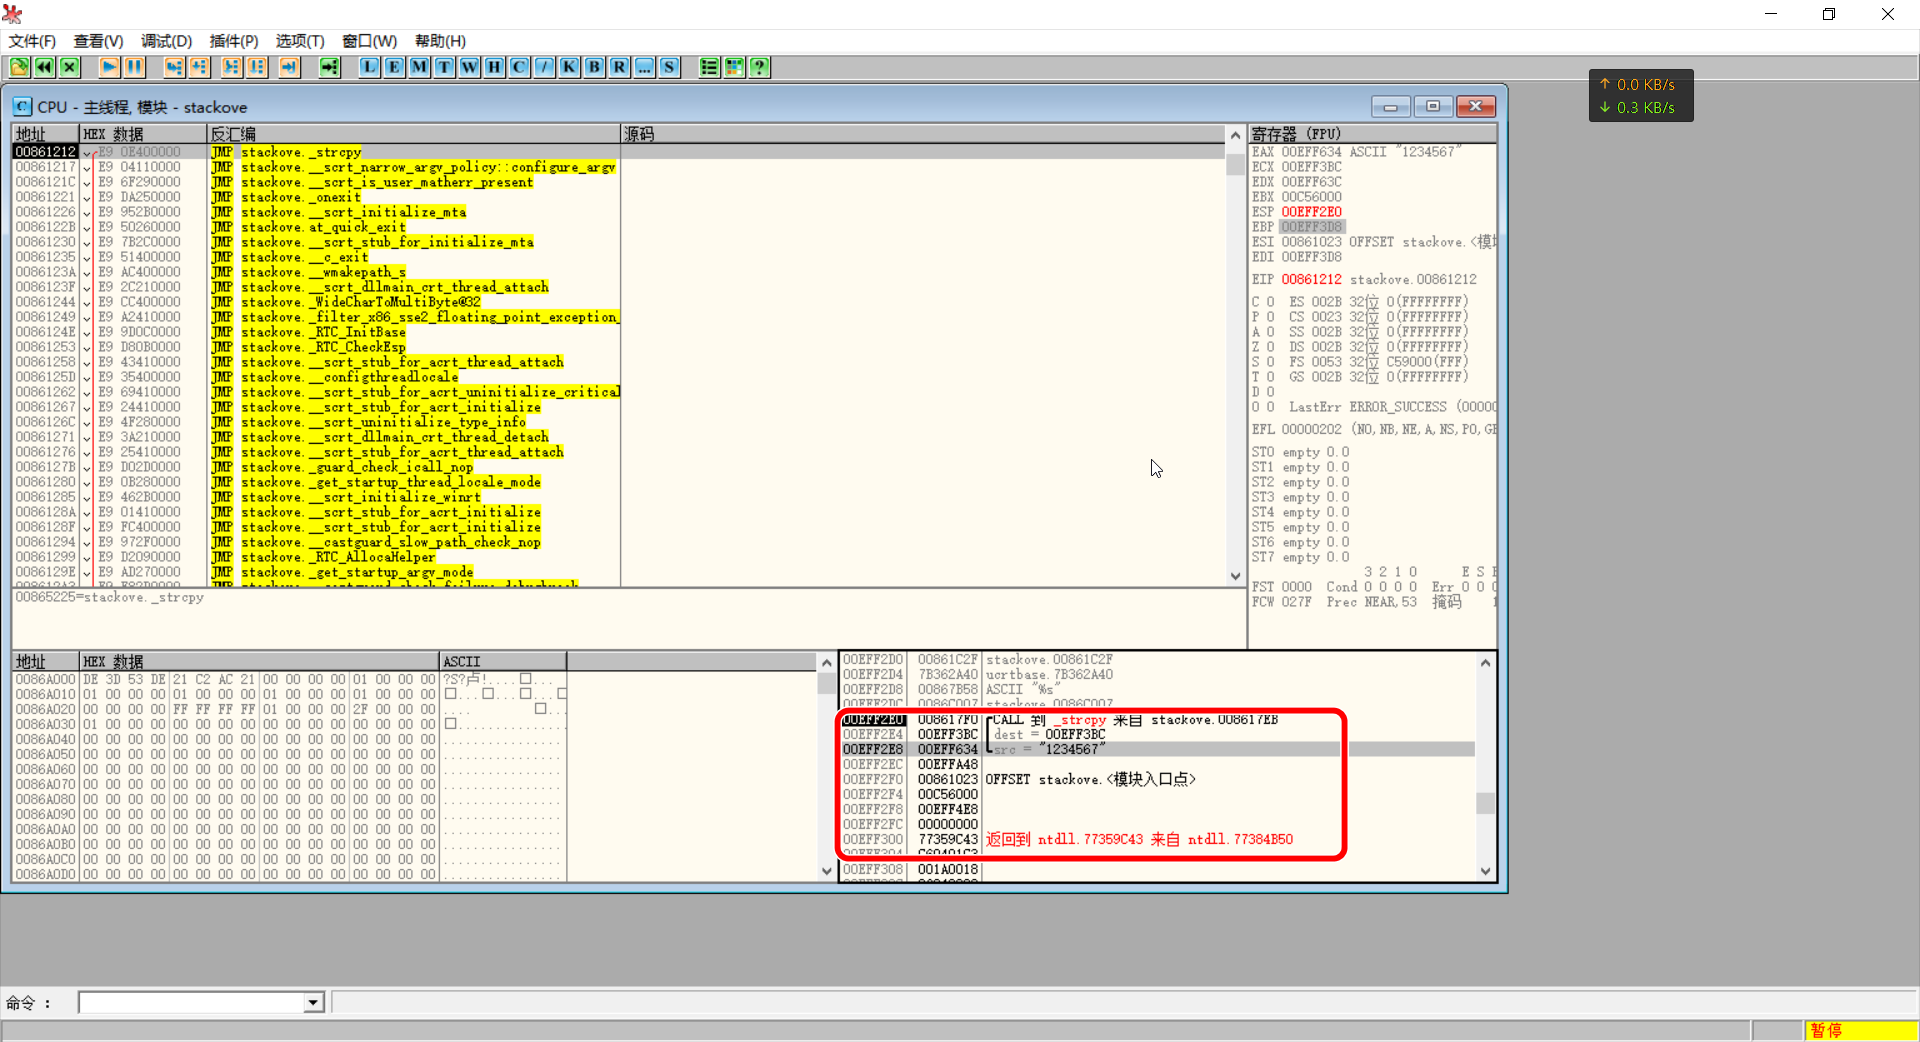 文件(F) 查看(V) 调试(D) 插件(P) 选项(T) 窗口(W) 帮助(H)
L E M T W H C / K B R ... S ?
↑ 0.0 KB/s
↓ 0.3 KB/s
C CPU - 主线程, 模块 - stackove
地址 HEX 数据 反汇编 源码
00861212 E9 0E400000 JMP stackove._strcpy
00861217 E9 04110000 JMP stackove.__scrt_narrow_argv_policy::configure_argv
0086121C E9 6F290000 JMP stackove.__scrt_is_user_matherr_present
00861221 E9 DA250000 JMP stackove._onexit
00861226 E9 952B0000 JMP stackove.__scrt_initialize_mta
0086122B E9 50260000 JMP stackove.at_quick_exit
00861230 E9 7B2C0000 JMP stackove.__scrt_stub_for_initialize_mta
00861235 E9 51400000 JMP stackove.__c_exit
0086123A E9 AC400000 JMP stackove.__wmakepath_s
0086123F E9 2C210000 JMP stackove.__scrt_dllmain_crt_thread_attach
00861244 E9 CC400000 JMP stackove._WideCharToMultiByte@32
00861249 E9 A2410000 JMP stackove._filter_x86_sse2_floating_point_exception_
0086124E E9 9D0C0000 JMP stackove._RTC_InitBase
00861253 E9 D80B0000 JMP stackove._RTC_CheckEsp
00861258 E9 43410000 JMP stackove.__scrt_stub_for_acrt_thread_attach
0086125D E9 35400000 JMP stackove.__configthreadlocale
00861262 E9 69410000 JMP stackove.__scrt_stub_for_acrt_uninitialize_critical
00861267 E9 24410000 JMP stackove.__scrt_stub_for_acrt_initialize
0086126C E9 4F280000 JMP stackove.__scrt_uninitialize_type_info
00861271 E9 3A210000 JMP stackove.__scrt_dllmain_crt_thread_detach
00861276 E9 25410000 JMP stackove.__scrt_stub_for_acrt_thread_attach
0086127B E9 D02D0000 JMP stackove._guard_check_icall_nop
00861280 E9 0B280000 JMP stackove._get_startup_thread_locale_mode
00861285 E9 462B0000 JMP stackove.__scrt_initialize_winrt
0086128A E9 01410000 JMP stackove.__scrt_stub_for_acrt_initialize
0086128F E9 FC400000 JMP stackove.__scrt_stub_for_acrt_initialize
00861294 E9 972F0000 JMP stackove.__castguard_slow_path_check_nop
00861299 E9 D2090000 JMP stackove._RTC_AllocaHelper
0086129E E9 AD270000 JMP stackove._get_startup_argv_mode
00865225=stackove._strcpy
寄存器 (FPU)
EAX 00EFF634 ASCII "1234567"
ECX 00EFF3BC
EDX 00EFF63C
EBX 00C56000
ESP 00EFF2E0
EBP 00EFF3D8
ESI 00861023 OFFSET stackove.<模
EDI 00EFF3D8
EIP 00861212 stackove.00861212
C 0 ES 002B 32位 0(FFFFFFFF)
P 0 CS 0023 32位 0(FFFFFFFF)
A 0 SS 002B 32位 0(FFFFFFFF)
Z 0 DS 002B 32位 0(FFFFFFFF)
S 0 FS 0053 32位 C59000(FFF)
T 0 GS 002B 32位 0(FFFFFFFF)
D 0
O 0 LastErr ERROR_SUCCESS (0000
EFL 00000202 (NO,NB,NE,A,NS,PO,GE
ST0 empty 0.0
ST1 empty 0.0
ST2 empty 0.0
ST3 empty 0.0
ST4 empty 0.0
ST5 empty 0.0
ST6 empty 0.0
ST7 empty 0.0
3 2 1 0 E S
FST 0000 Cond 0 0 0 0 Err 0 0
FCW 027F Prec NEAR,53 掩码
地址 HEX 数据 ASCII
0086A000 DE 3D 53 DE 21 C2 AC 21 00 00 00 00 01 00 00 00
0086A010 01 00 00 00 01 00 00 00 01 00 00 00 01 00 00 00
0086A020 00 00 00 00 FF FF FF FF 01 00 00 00 2F 00 00 00
0086A030 01 00 00 00 00 00 00 00 00 00 00 00 00 00 00 00
0086A040 00 00 00 00 00 00 00 00 00 00 00 00 00 00 00 00
0086A050 00 00 00 00 00 00 00 00 00 00 00 00 00 00 00 00
0086A060 00 00 00 00 00 00 00 00 00 00 00 00 00 00 00 00
0086A070 00 00 00 00 00 00 00 00 00 00 00 00 00 00 00 00
0086A080 00 00 00 00 00 00 00 00 00 00 00 00 00 00 00 00
0086A090 00 00 00 00 00 00 00 00 00 00 00 00 00 00 00 00
0086A0A0 00 00 00 00 00 00 00 00 00 00 00 00 00 00 00 00
0086A0B0 00 00 00 00 00 00 00 00 00 00 00 00 00 00 00 00
0086A0C0 00 00 00 00 00 00 00 00 00 00 00 00 00 00 00 00
0086A0D0 00 00 00 00 00 00 00 00 00 00 00 00 00 00 00 00
00EFF2D0 00861C2F stackove.00861C2F
00EFF2D4 7B362A40 ucrtbase.7B362A40
00EFF2D8 00867B58 ASCII "%s"
00EFF2DC 0086C007 stackove.0086C007
00EFF2E0 008617F0 CALL 到 _strcpy 来自 stackove.008617EB
00EFF2E4 00EFF3BC dest = 00EFF3BC
00EFF2E8 00EFF634 src = "1234567"
00EFF2EC 00EFFA48
00EFF2F0 00861023 OFFSET stackove.<模块入口点>
00EFF2F4 00C56000
00EFF2F8 00EFF4E8
00EFF2FC 00000000
00EFF300 77359C43 返回到 ntdll.77359C43 来自 ntdll.77384B50
00EFF308 001A0018
命令 :
暂停